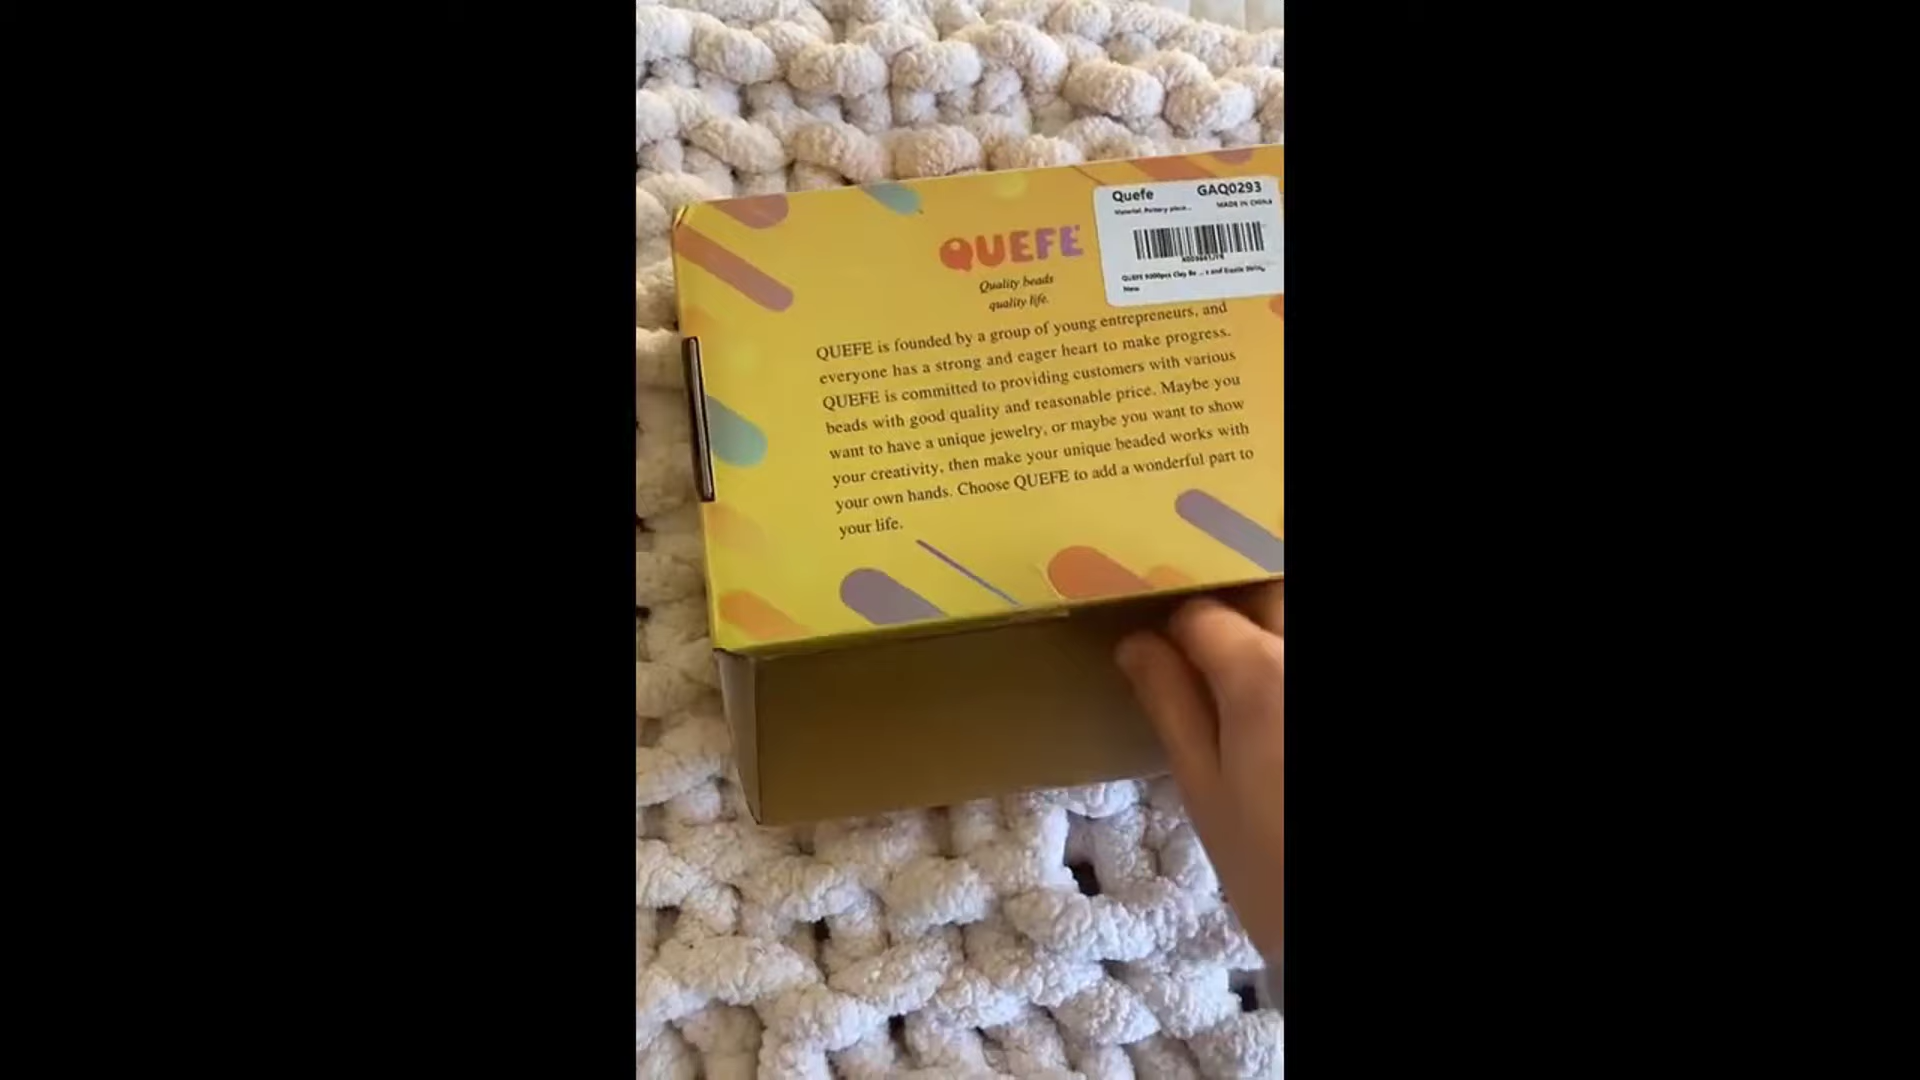 QUEFE
Quality beads
quality life.
Quefe GAQ0293
MADE IN CHINA
New
QUEFE is founded by a group of young entrepreneurs, and
everyone has a strong and eager heart to make progress.
QUEFE is committed to providing customers with various
beads with good quality and reasonable price. Maybe you
want to have a unique jewelry, or maybe you want to show
your creativity, then make your unique beaded works with
your own hands. Choose QUEFE to add a wonderful part to
your life.